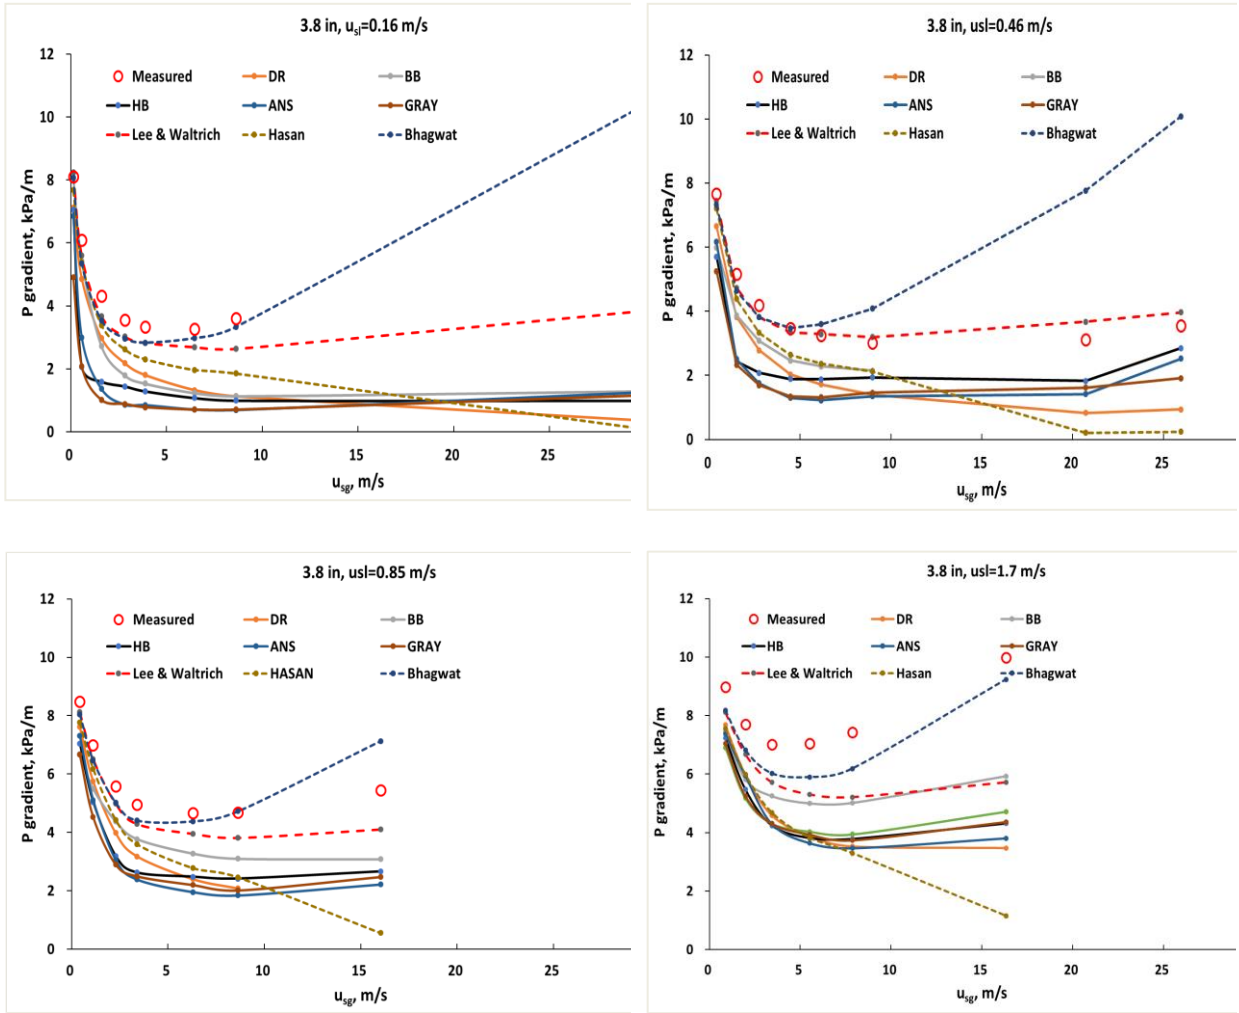 3.8 in, usl=0.16 m/s
12
10
8
6
4
2
0
P gradient, kPa/m
Measured DR BB
HB ANS GRAY
Lee & Waltrich Hasan Bhagwat
0 5 10 15 20 25
usg, m/s
3.8 in, usl=0.46 m/s
12
10
8
6
4
2
0
P gradient, kPa/m
Measured DR BB
HB ANS GRAY
Lee & Waltrich Hasan Bhagwat
0 5 10 15 20 25
usg, m/s
3.8 in, usl=0.85 m/s
12
10
8
6
4
2
0
P gradient, kPa/m
Measured DR BB
HB ANS GRAY
Lee & Waltrich HASAN Bhagwat
0 5 10 15 20 25
usg, m/s
3.8 in, usl=1.7 m/s
12
10
8
6
4
2
0
P gradient, kPa/m
Measured DR BB
HB ANS GRAY
Lee & Waltrich Hasan Bhagwat
0 5 10 15 20 25
usg, m/s